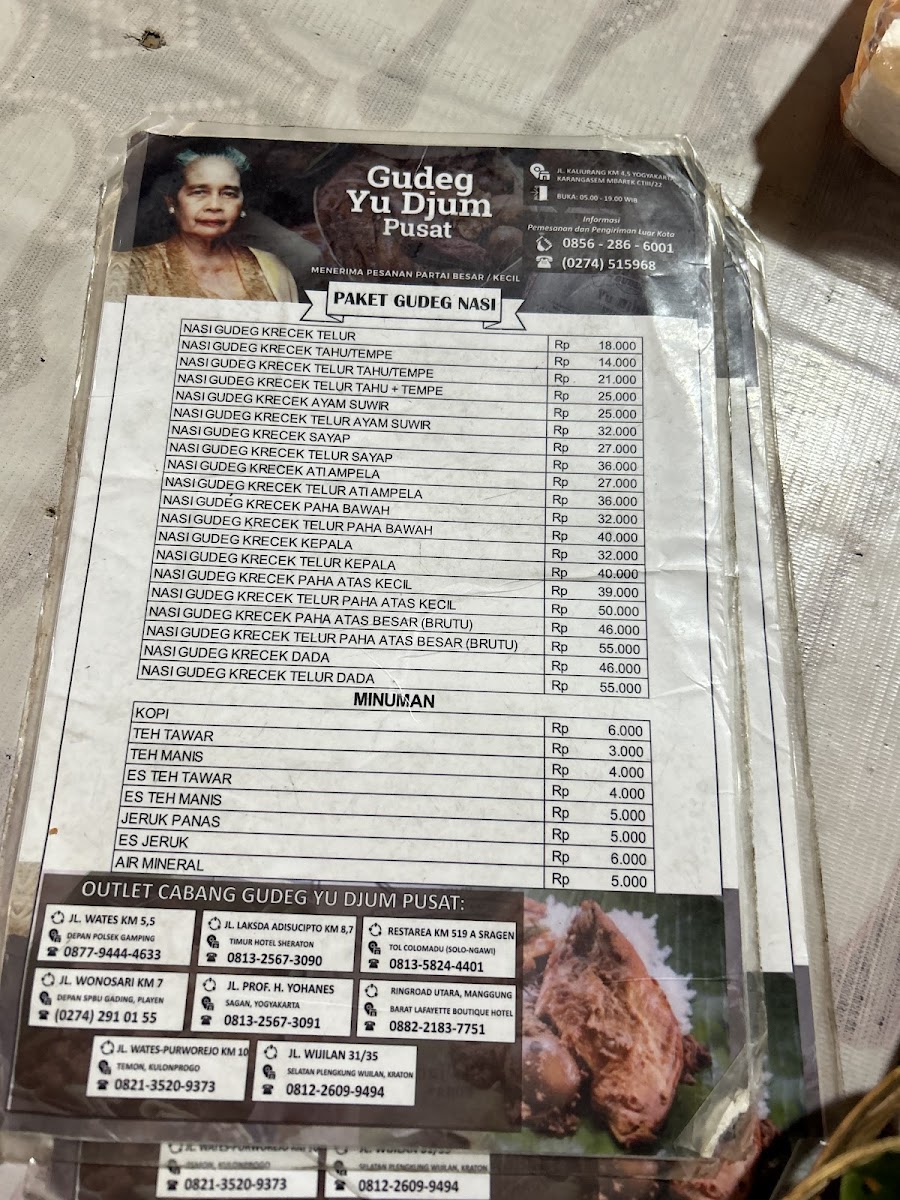 Gudeg
Yu Djum
Pusat
MENERIMA PESANAN PARTAI BESAR / KECIL
JL. KALIURANG KM 4,5 YOGYAKARTA
KARANGASEM MBAREK CTIII/22
BUKA: 05.00 - 19.00 WIB
Informasi
Pemesanan dan Pengiriman Luar Kota
0856 - 286 - 6001
(0274) 515968
PAKET GUDEG NASI
NASI GUDEG KRECEK TELUR Rp 18.000
NASI GUDEG KRECEK TAHU/TEMPE Rp 14.000
NASI GUDEG KRECEK TELUR TAHU/TEMPE Rp 21.000
NASI GUDEG KRECEK TELUR TAHU + TEMPE Rp 25.000
NASI GUDEG KRECEK AYAM SUWIR Rp 25.000
NASI GUDEG KRECEK TELUR AYAM SUWIR Rp 32.000
NASI GUDEG KRECEK SAYAP Rp 27.000
NASI GUDEG KRECEK TELUR SAYAP Rp 36.000
NASI GUDEG KRECEK ATI AMPELA Rp 27.000
NASI GUDEG KRECEK TELUR ATI AMPELA Rp 36.000
NASI GUDEG KRECEK PAHA BAWAH Rp 32.000
NASI GUDEG KRECEK TELUR PAHA BAWAH Rp 40.000
NASI GUDEG KRECEK KEPALA Rp 32.000
NASI GUDEG KRECEK TELUR KEPALA Rp 40.000
NASI GUDEG KRECEK PAHA ATAS KECIL Rp 39.000
NASI GUDEG KRECEK TELUR PAHA ATAS KECIL Rp 50.000
NASI GUDEG KRECEK PAHA ATAS BESAR (BRUTU) Rp 46.000
NASI GUDEG KRECEK TELUR PAHA ATAS BESAR (BRUTU) Rp 55.000
NASI GUDEG KRECEK DADA Rp 46.000
NASI GUDEG KRECEK TELUR DADA Rp 55.000
MINUMAN
KOPI Rp 6.000
TEH TAWAR Rp 3.000
TEH MANIS Rp 4.000
ES TEH TAWAR Rp 4.000
ES TEH MANIS Rp 5.000
JERUK PANAS Rp 5.000
ES JERUK Rp 6.000
AIR MINERAL Rp 5.000
OUTLET CABANG GUDEG YU DJUM PUSAT:
JL. WATES KM 5,5
DEPAN POLSEK GAMPING
0877-9444-4633
JL. LAKSDA ADISUCIPTO KM 8,7
TIMUR HOTEL SHERATON
0813-2567-3090
RESTAREA KM 519 A SRAGEN
TOL COLOMADU (SOLO-NGAWI)
0813-5824-4401
JL. WONOSARI KM 7
DEPAN SPBU GADING, PLAYEN
(0274) 291 01 55
JL. PROF. H. YOHANES
SAGAN, YOGYAKARTA
0813-2567-3091
RINGROAD UTARA, MANGGUNG
BARAT LAFAYETTE BOUTIQUE HOTEL
0882-2183-7751
JL. WATES-PURWOREJO KM 10
TEMON, KULONPROGO
0821-3520-9373
JL. WIJILAN 31/35
SELATAN PLENGKUNG WIJILAN, KRATON
0812-2609-9494
JL. WATES-PURWOREJO KM 10
TEMON, KULONPROGO
0821-3520-9373
JL. WIJILAN 31/35
SELATAN PLENGKUNG WIJILAN, KRATON
0812-2609-9494